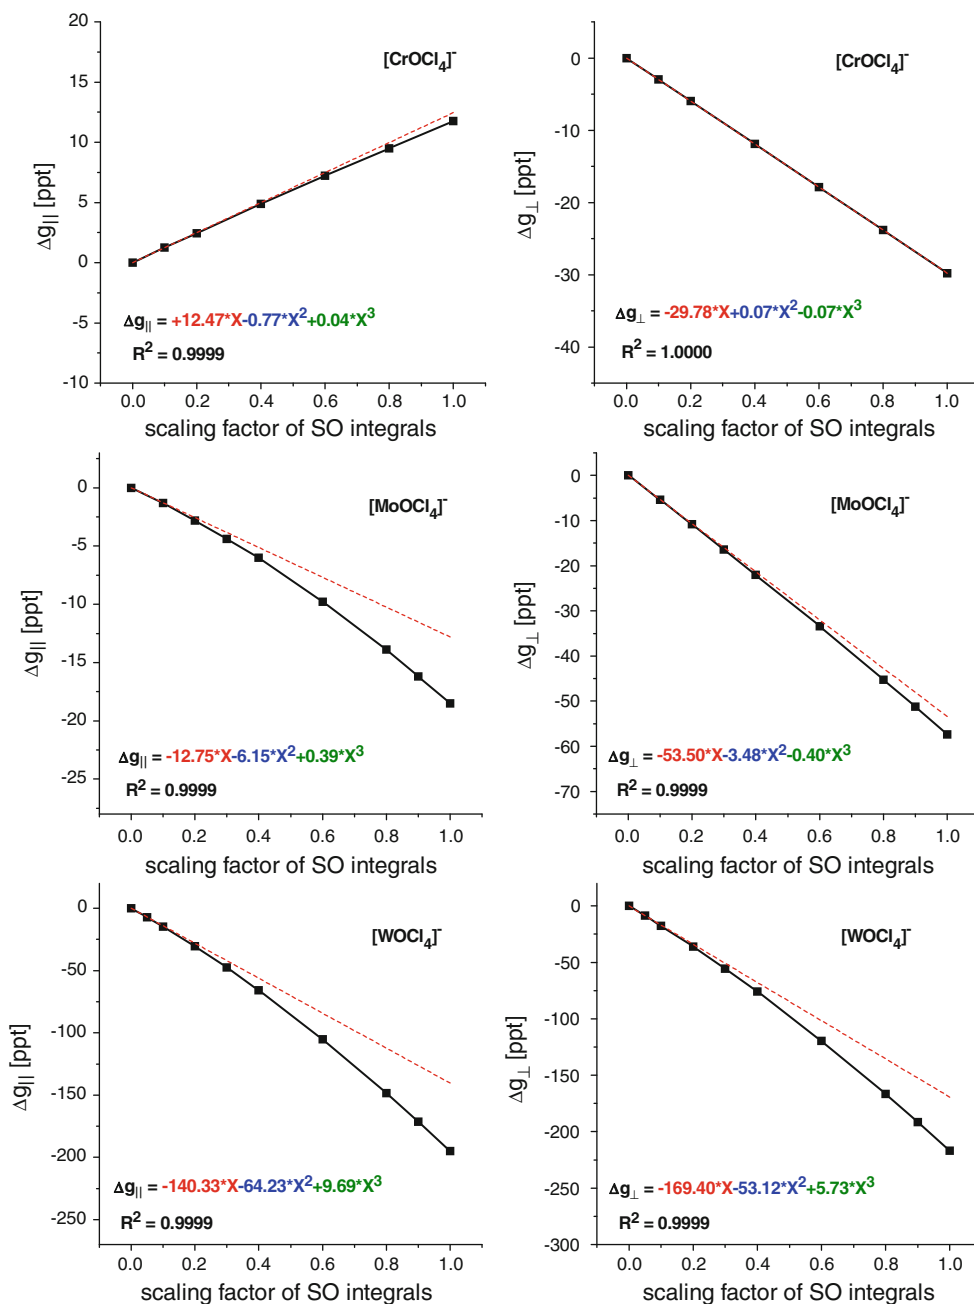 [CrOCl4]-
Δg|| [ppt]
20
15
10
5
0
-5
-10
Δg|| = +12.47*X-0.77*X2+0.04*X3
R2 = 0.9999
0.0 0.2 0.4 0.6 0.8 1.0
scaling factor of SO integrals
[CrOCl4]-
Δg⊥ [ppt]
0
-10
-20
-30
-40
Δg⊥ = -29.78*X+0.07*X2-0.07*X3
R2 = 1.0000
0.0 0.2 0.4 0.6 0.8 1.0
scaling factor of SO integrals
[MoOCl4]-
Δg|| [ppt]
0
-5
-10
-15
-20
-25
Δg|| = -12.75*X-6.15*X2+0.39*X3
R2 = 0.9999
0.0 0.2 0.4 0.6 0.8 1.0
scaling factor of SO integrals
[MoOCl4]-
Δg⊥ [ppt]
0
-10
-20
-30
-40
-50
-60
-70
Δg⊥ = -53.50*X-3.48*X2-0.40*X3
R2 = 0.9999
0.0 0.2 0.4 0.6 0.8 1.0
scaling factor of SO integrals
[WOCl4]-
Δg|| [ppt]
0
-50
-100
-150
-200
-250
Δg|| = -140.33*X-64.23*X2+9.69*X3
R2 = 0.9999
0.0 0.2 0.4 0.6 0.8 1.0
scaling factor of SO integrals
[WOCl4]-
Δg⊥ [ppt]
0
-50
-100
-150
-200
-250
-300
Δg⊥ = -169.40*X-53.12*X2+5.73*X3
R2 = 0.9999
0.0 0.2 0.4 0.6 0.8 1.0
scaling factor of SO integrals